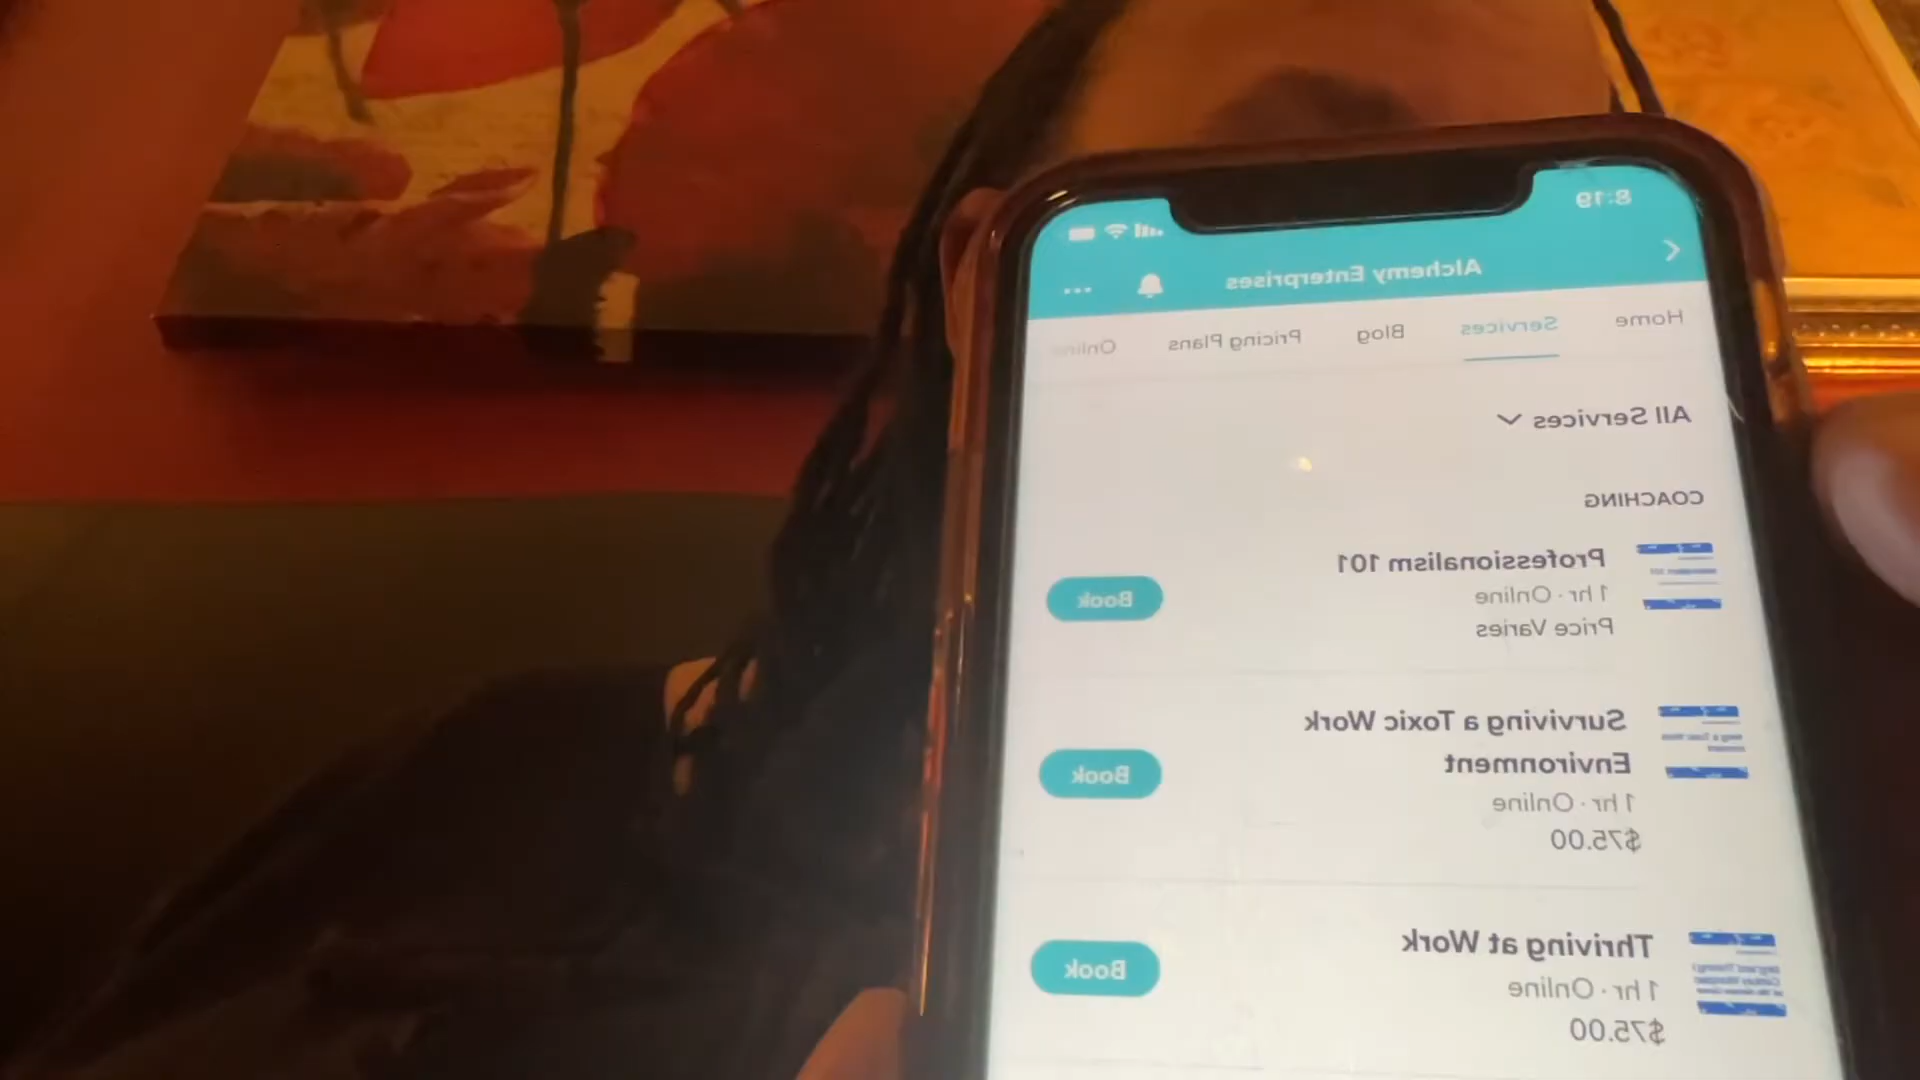 8:19
Alchemy Enterprises
Home Services Blog Pricing Plans Online
All Services
COACHING
Professionalism 101
1 hr · Online
Price Varies
Book
Surviving a Toxic Work
Environment
1 hr · Online
$75.00
Book
Thriving at Work
1 hr · Online
$75.00
Book